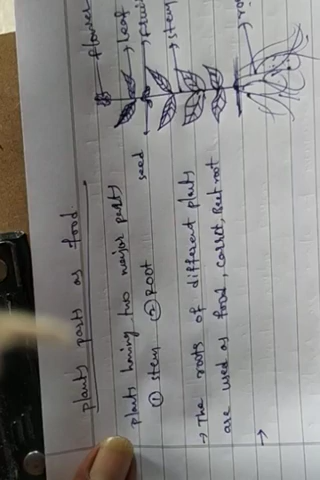 plants parts as food.
plants having two major parts
① stem ② Root
→ The roots of different plants
are used as food, carrot, Beet root
→
flower
leaf
fruit
stem
seed